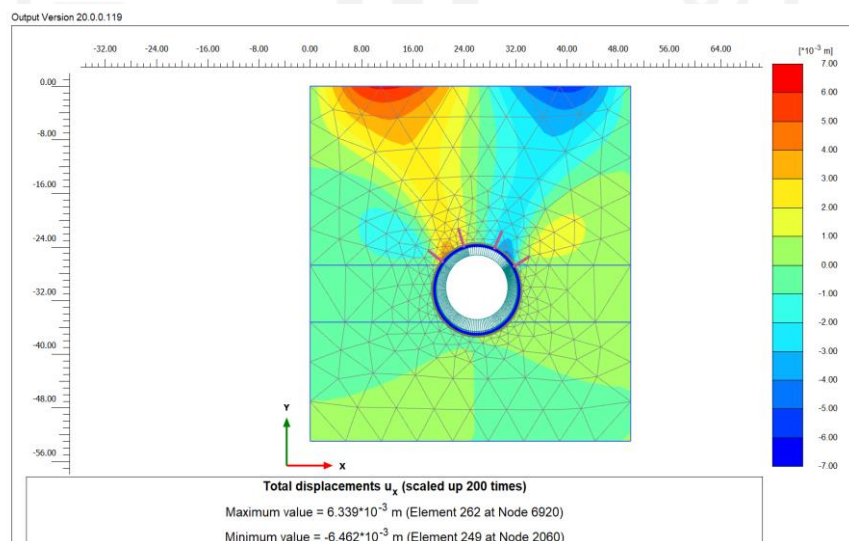 Output Version 20.0.0.119
-32.00 -24.00 -16.00 -8.00 0.00 8.00 16.00 24.00 32.00 40.00 48.00 56.00 64.00
[*10⁻³ m]
0.00
-8.00
-16.00
-24.00
-32.00
-40.00
-48.00
-56.00
7.00
6.00
5.00
4.00
3.00
2.00
1.00
0.00
-1.00
-2.00
-3.00
-4.00
-5.00
-6.00
-7.00
Y
X
Total displacements uₓ (scaled up 200 times)
Maximum value = 6.339*10⁻³ m (Element 262 at Node 6920)
Minimum value = -6.462*10⁻³ m (Element 249 at Node 2060)